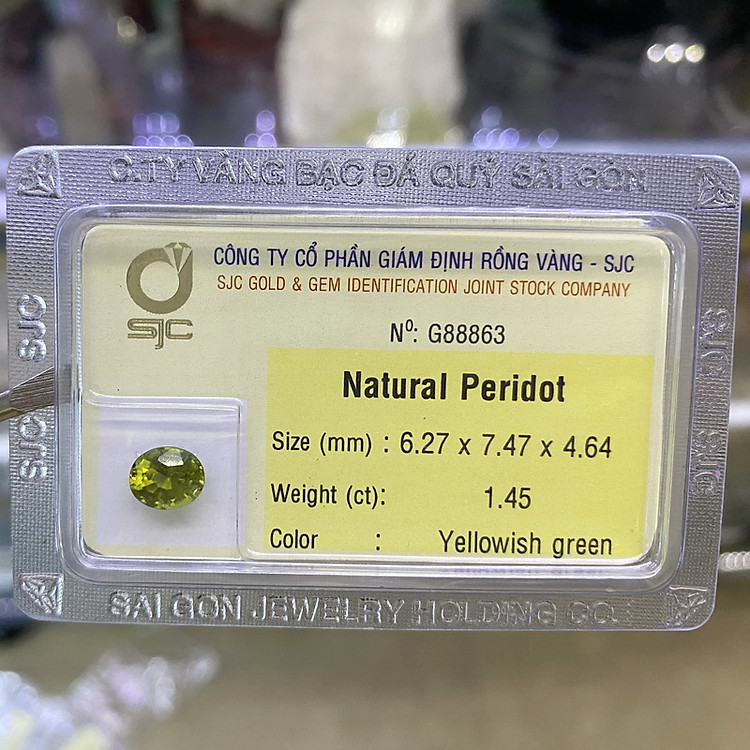 C.TY VÀNG BẠC ĐÁ QUÝ SÀI GÒN
SJC
CÔNG TY CỔ PHẦN GIÁM ĐỊNH RỒNG VÀNG - SJC
SJC GOLD & GEM IDENTIFICATION JOINT STOCK COMPANY
Nº: G88863
Natural Peridot
Size (mm) : 6.27 x 7.47 x 4.64
Weight (ct): 1.45
Color : Yellowish green
SJC SJC
SJC SJC
SAI GON JEWELRY HOLDING CO.